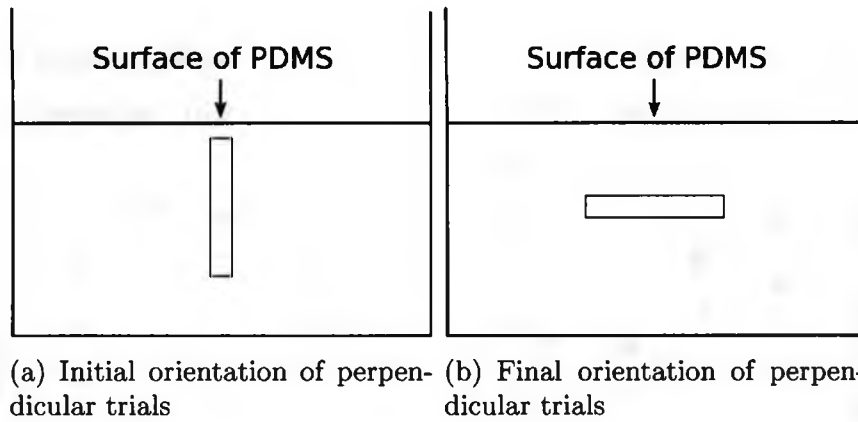 Surface of PDMS
Surface of PDMS
(a) Initial orientation of perpen-
dicular trials
(b) Final orientation of perpen-
dicular trials